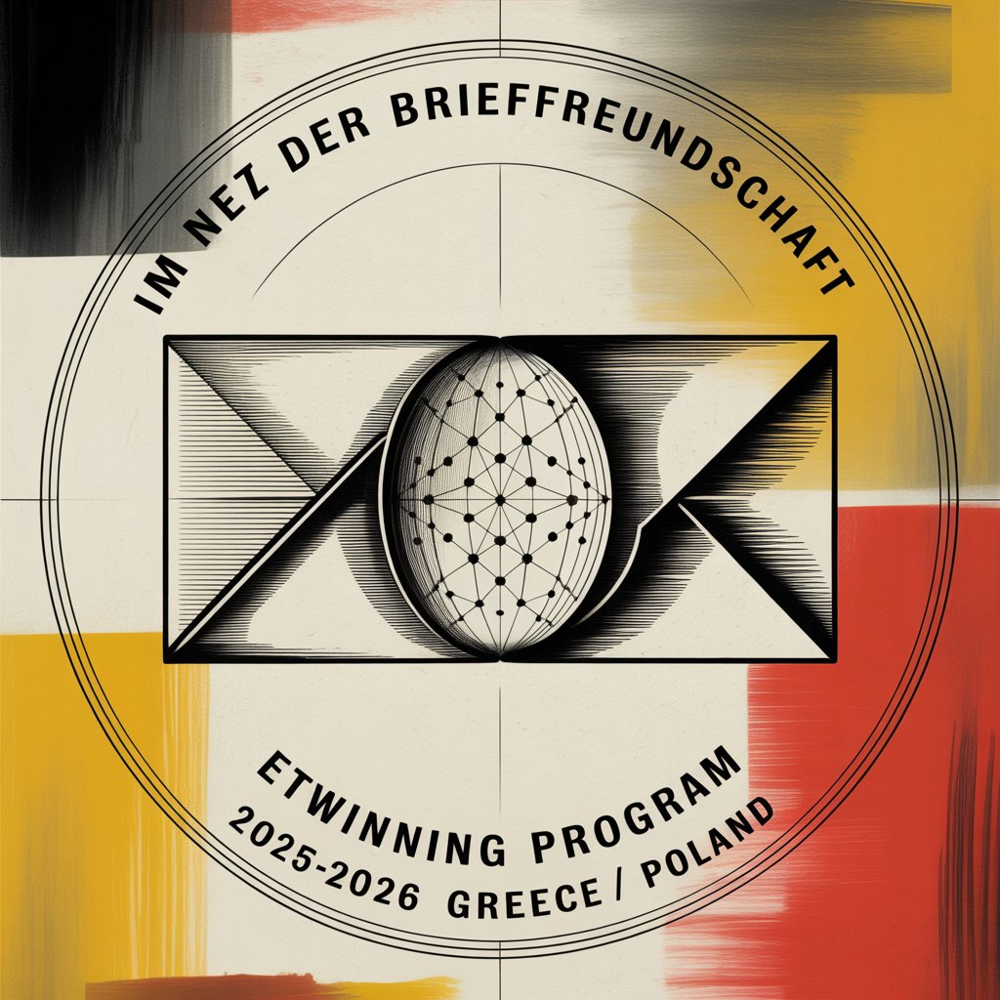 IM NEZ DER BRIEFFREUNDSCHAFT
ETWINNING PROGRAM
2025-2026 GREECE / POLAND